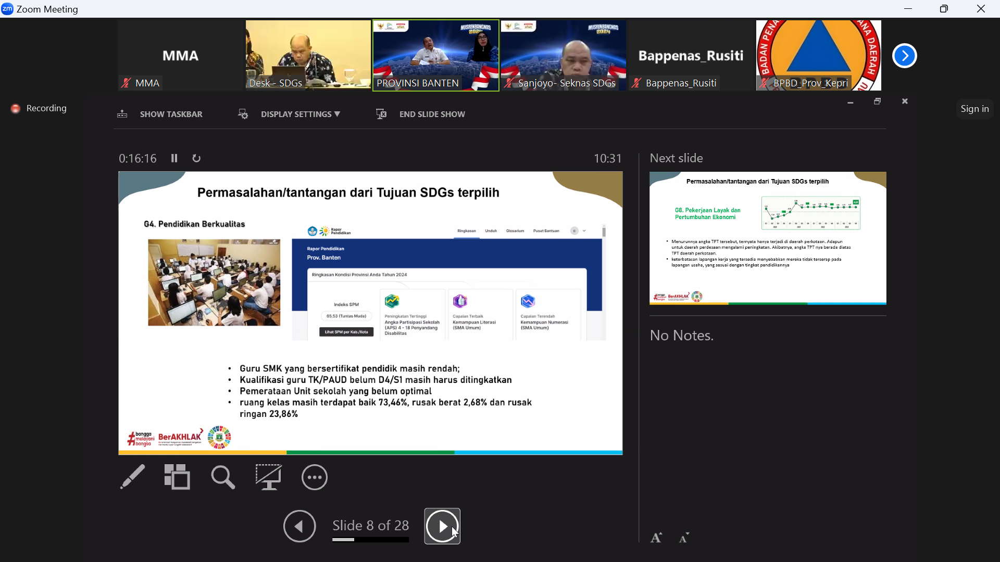 zm Zoom Meeting
MUSRENBANGNAS
2024
MUSRENBANGNAS
2024
MMA
Bappenas_Rusiti
BADAN PENA
ANA DAERAH
BPBD
MMA
Desk - SDGs
PROVINSI BANTEN
Sanjoyo- Seknas SDGs
Bappenas_Rusiti
BPBD_Prov_Kepri
Recording
Sign in
SHOW TASKBAR
DISPLAY SETTINGS
END SLIDE SHOW
0:16:16
10:31
Permasalahan/tantangan dari Tujuan SDGs terpilih
G4. Pendidikan Berkualitas
Rapor
Pendidikan
Ringkasan Unduh Glosarium Pusat Bantuan B
Rapor Pendidikan
Prov. Banten
Ringkasan Kondisi Provinsi Anda Tahun 2024
Indeks SPM
65,53 (Tuntas Muda)
Lihat SPM per Kab./Kota
Peningkatan Tertinggi
Angka Partisipasi Sekolah
(APS) 4 - 18 Penyandang
Disabilitas
Capaian Terbaik
Kemampuan Literasi
(SMA Umum)
Capaian Terendah
Kemampuan Numerasi
(SMA Umum)
• Guru SMK yang bersertifikat pendidik masih rendah;
• Kualifikasi guru TK/PAUD belum D4/S1 masih harus ditingkatkan
• Pemerataan Unit sekolah yang belum optimal
• ruang kelas masih terdapat baik 73,46%, rusak berat 2,68% dan rusak
ringan 23,86%
#bangga
melayani
bangsa
BerAKHLAK
Next slide
Permasalahan/tantangan dari Tujuan SDGs terpilih
G8. Pekerjaan Layak dan
Pertumbuhan Ekonomi
• Menurunnya angka TPT tersebut, ternyata hanya terjadi di daerah perkotaan. Adapun
untuk daerah perdesaan mengalami peningkatan. Akibatnya, angka TPT nya berada diatas
TPT daerah perkotaan.
• keterbatasan lapangan kerja yang tersedia menyebabkan mereka tidak terserap pada
lapangan usaha, yang sesuai dengan tingkat pendidikannya
#bangga
melayani
bangsa
BerAKHLAK
No Notes.
Slide 8 of 28
A A